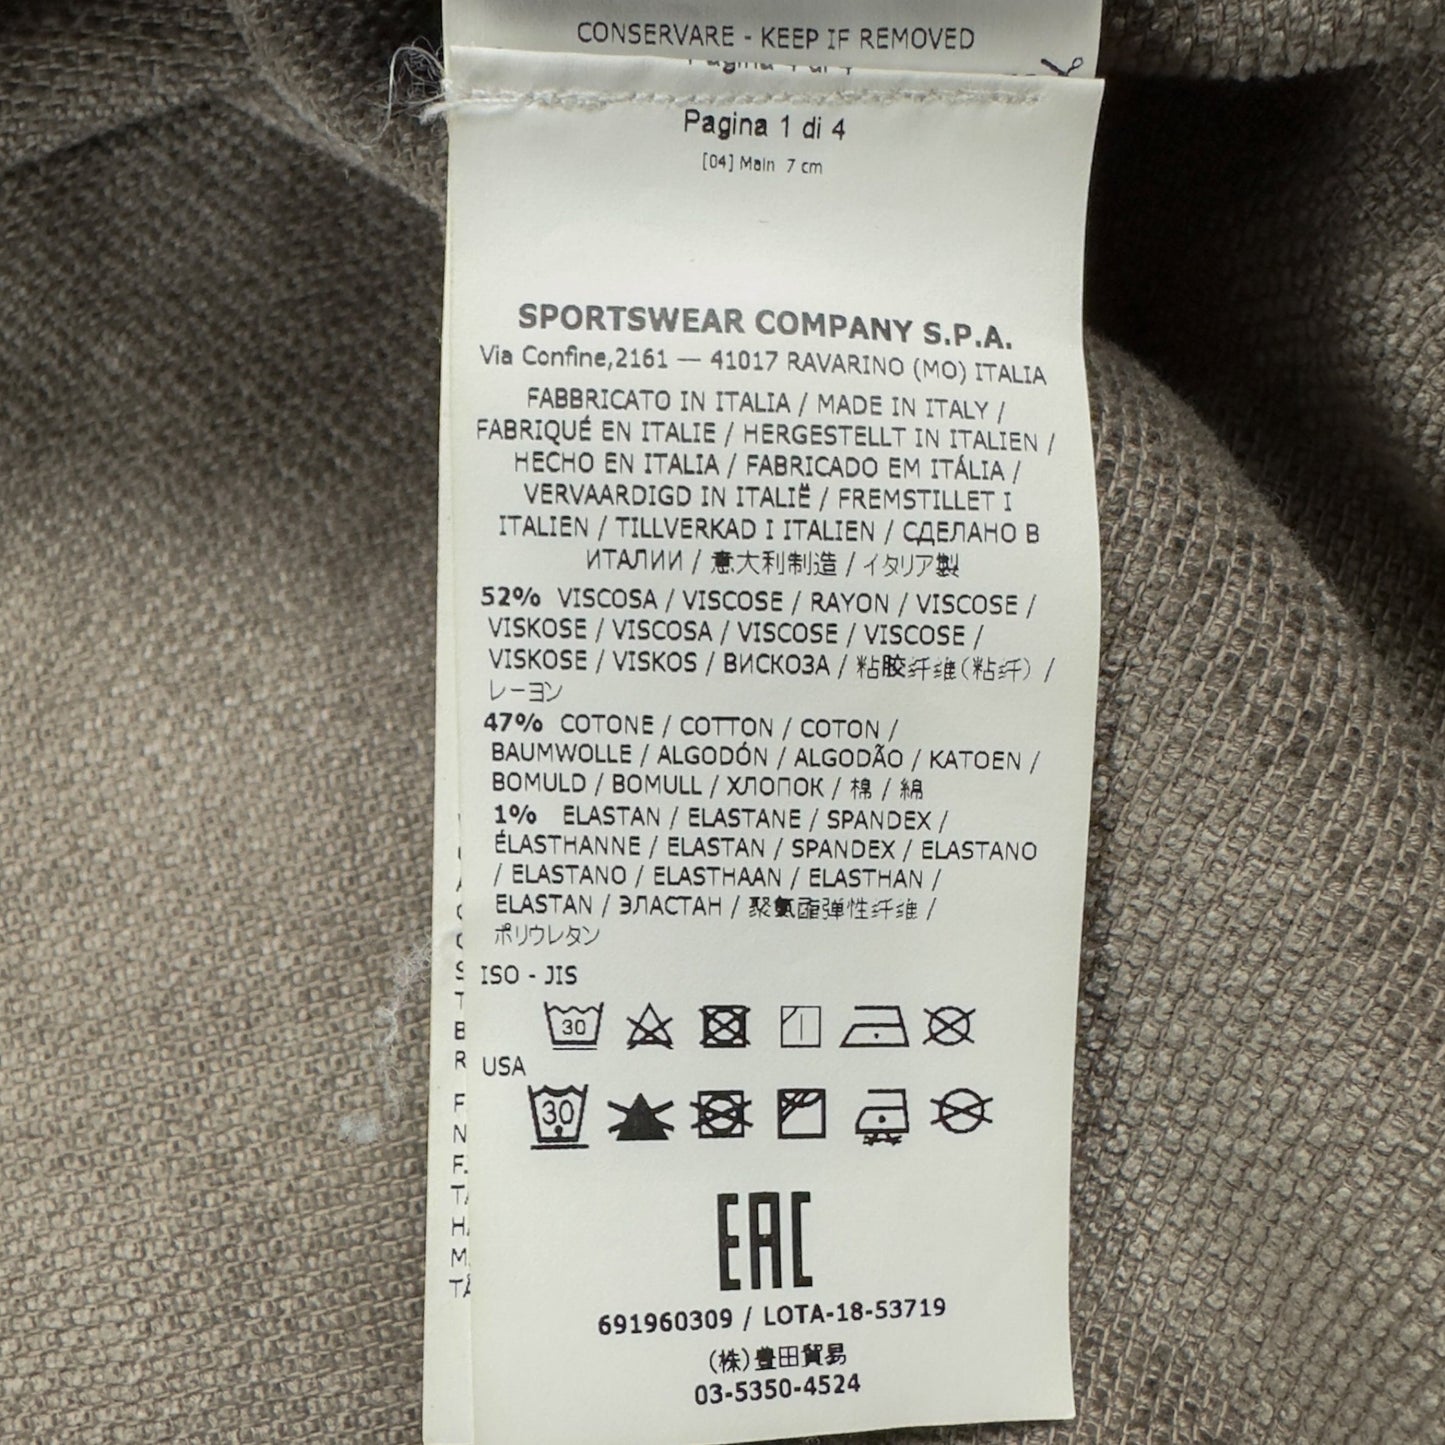 CONSERVARE - KEEP IF REMOVED
Pagina 1 di 4
Pagina 1 di 4
[04] Main 7 cm
SPORTSWEAR COMPANY S.P.A.
Via Confine,2161 — 41017 RAVARINO (MO) ITALIA
FABBRICATO IN ITALIA / MADE IN ITALY /
FABRIQUÉ EN ITALIE / HERGESTELLT IN ITALIEN /
HECHO EN ITALIA / FABRICADO EM ITÁLIA /
VERVAARDIGD IN ITALIË / FREMSTILLET I
ITALIEN / TILLVERKAD I ITALIEN / СДЕЛАНО В
ИТАЛИИ / 意大利制造 / イタリア製
52% VISCOSA / VISCOSE / RAYON / VISCOSE /
VISKOSE / VISCOSA / VISCOSE / VISCOSE /
VISKOSE / VISKOS / ВИСКОЗА / 粘胶纤维(粘纤) /
レーヨン
47% COTONE / COTTON / COTON /
BAUMWOLLE / ALGODÓN / ALGODÃO / KATOEN /
BOMULD / BOMULL / ХЛОПОК / 棉 / 綿
1% ELASTAN / ELASTANE / SPANDEX /
ÉLASTHANNE / ELASTAN / SPANDEX / ELASTANO
/ ELASTANO / ELASTHAAN / ELASTHAN /
ELASTAN / ЭЛАСТАН / 聚氨酯弹性纤维 /
ポリウレタン
ISO - JIS
30
USA
30
EAC
691960309 / LOTA-18-53719
(株)豊田貿易
03-5350-4524